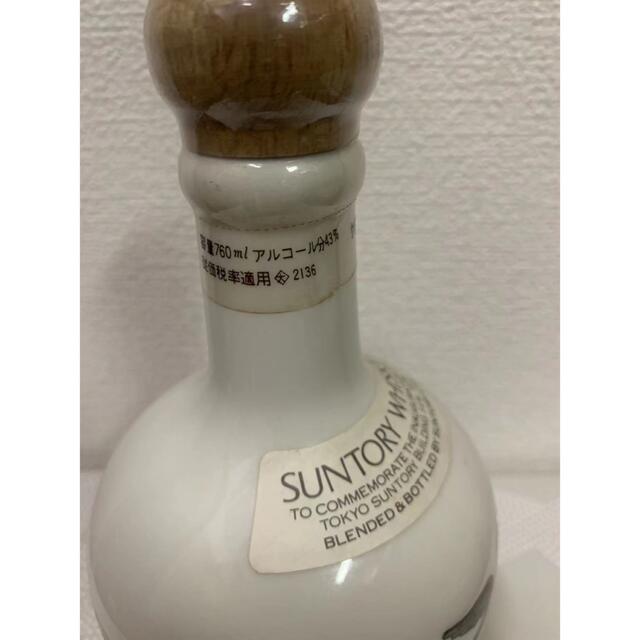 容量760ml アルコール分43%
従価税率適用 2136
SUNTORY
TO COMMEMORATE THE
TOKYO SUNTORY BUILDING
BLENDED & BOTTLED BY